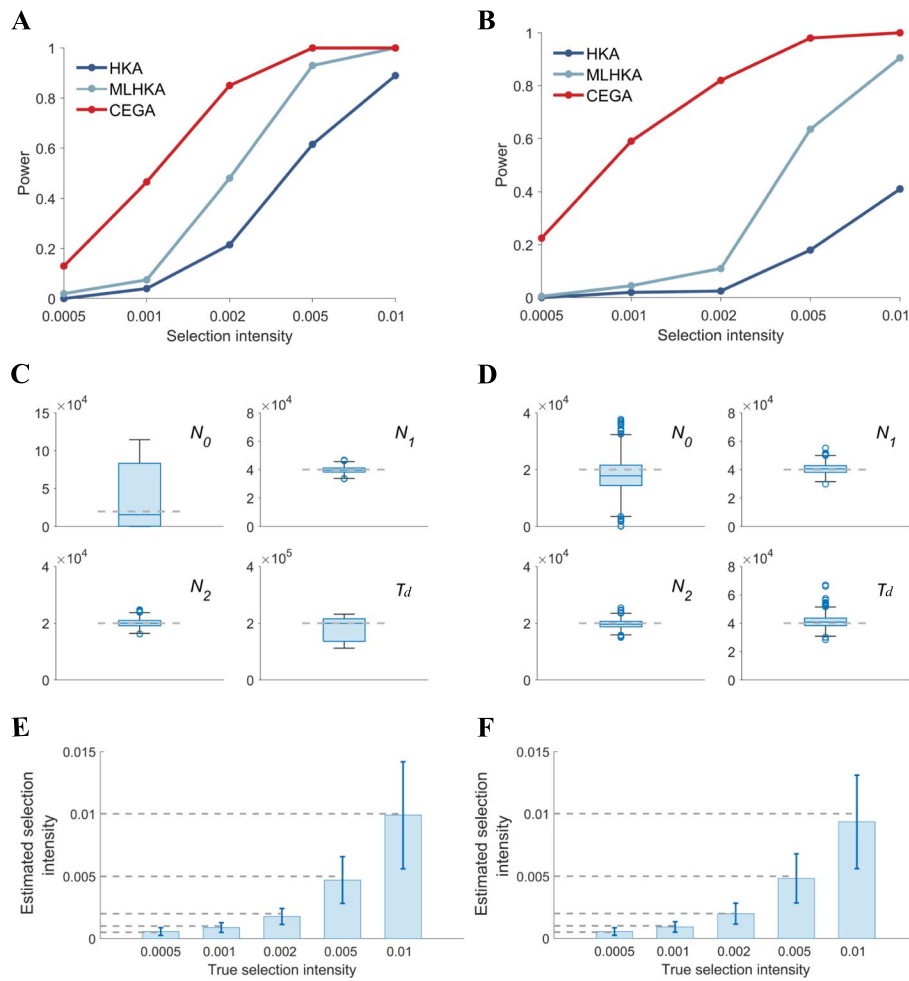 A
1
0.8
0.6
0.4
0.2
0
Power
HKA
MLHKA
CEGA
0.0005
0.001
0.002
0.005
0.01
Selection intensity
B
1
0.8
0.6
0.4
0.2
0
Power
HKA
MLHKA
CEGA
0.0005
0.001
0.002
0.005
0.01
Selection intensity
C
×10⁴
15
10
5
0
N₀
×10⁴
8
6
4
2
0
N₁
×10⁴
4
2
0
N₂
×10⁵
4
2
0
Td
D
×10⁴
4
2
0
N₀
×10⁴
8
6
4
2
0
N₁
×10⁴
4
2
0
N₂
×10⁴
8
6
4
2
0
Td
E
0.015
0.01
0.005
0
Estimated selection
intensity
0.0005
0.001
0.002
0.005
0.01
True selection intensity
F
0.015
0.01
0.005
0
Estimated selection
intensity
0.0005
0.001
0.002
0.005
0.01
True selection intensity